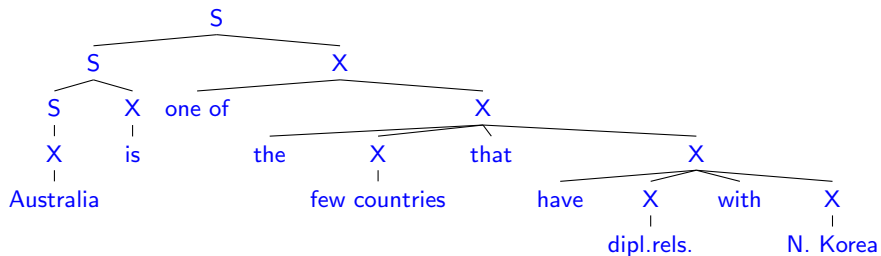 S
S X
S X one of X
X is the X that X
Australia few countries have X with X
dipl.rels. N. Korea